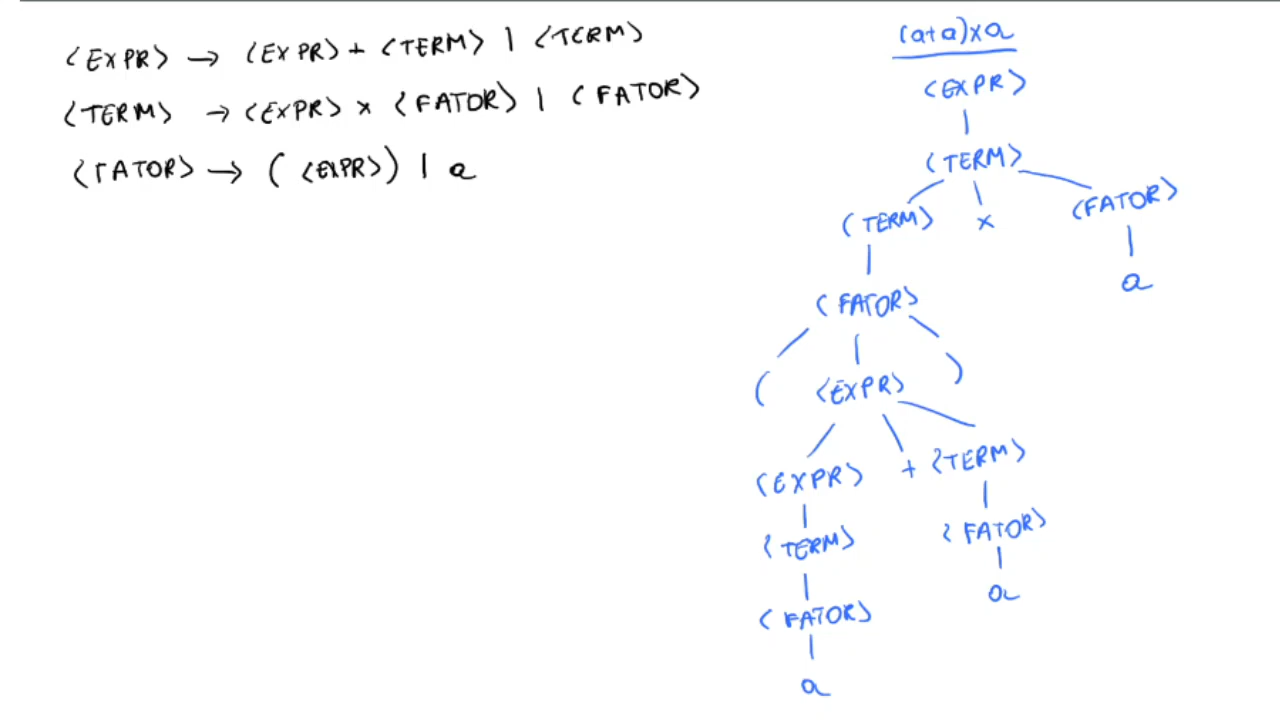 <EXPR> → <EXPR> + <TERM> | <TERM>
<TERM> → <EXPR> x <FATOR> | <FATOR>
<FATOR> → ( <EXPR> ) | a
(a+a)xa
<EXPR>
<TERM>
<TERM> x <FATOR>
a
<FATOR>
( <EXPR> )
<EXPR> + <TERM>
<TERM> <FATOR>
<FATOR> a
a